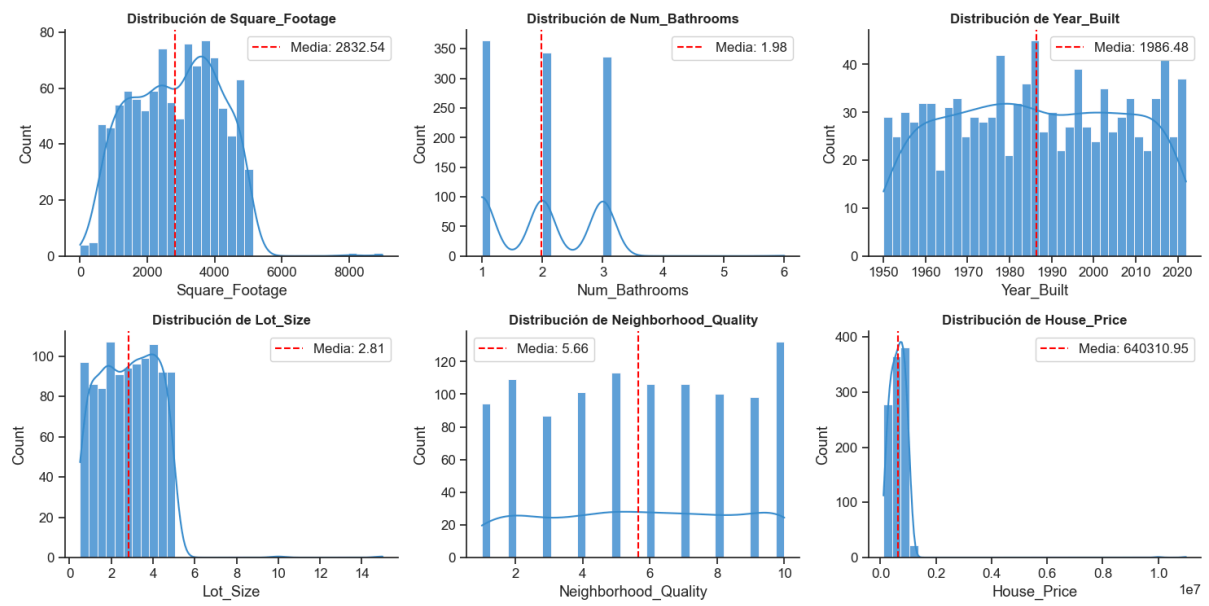 Distribución de Square_Footage
Media: 2832.54
Count
80
60
40
20
0
0 2000 4000 6000 8000
Square_Footage
Distribución de Num_Bathrooms
Media: 1.98
Count
350
300
250
200
150
100
50
0
1 2 3 4 5 6
Num_Bathrooms
Distribución de Year_Built
Media: 1986.48
Count
40
30
20
10
0
1950 1960 1970 1980 1990 2000 2010 2020
Year_Built
Distribución de Lot_Size
Media: 2.81
Count
100
80
60
40
20
0
0 2 4 6 8 10 12 14
Lot_Size
Distribución de Neighborhood_Quality
Media: 5.66
Count
120
100
80
60
40
20
0
2 4 6 8 10
Neighborhood_Quality
Distribución de House_Price
Media: 640310.95
Count
400
300
200
100
0
0.0 0.2 0.4 0.6 0.8 1.0
1e7
House_Price